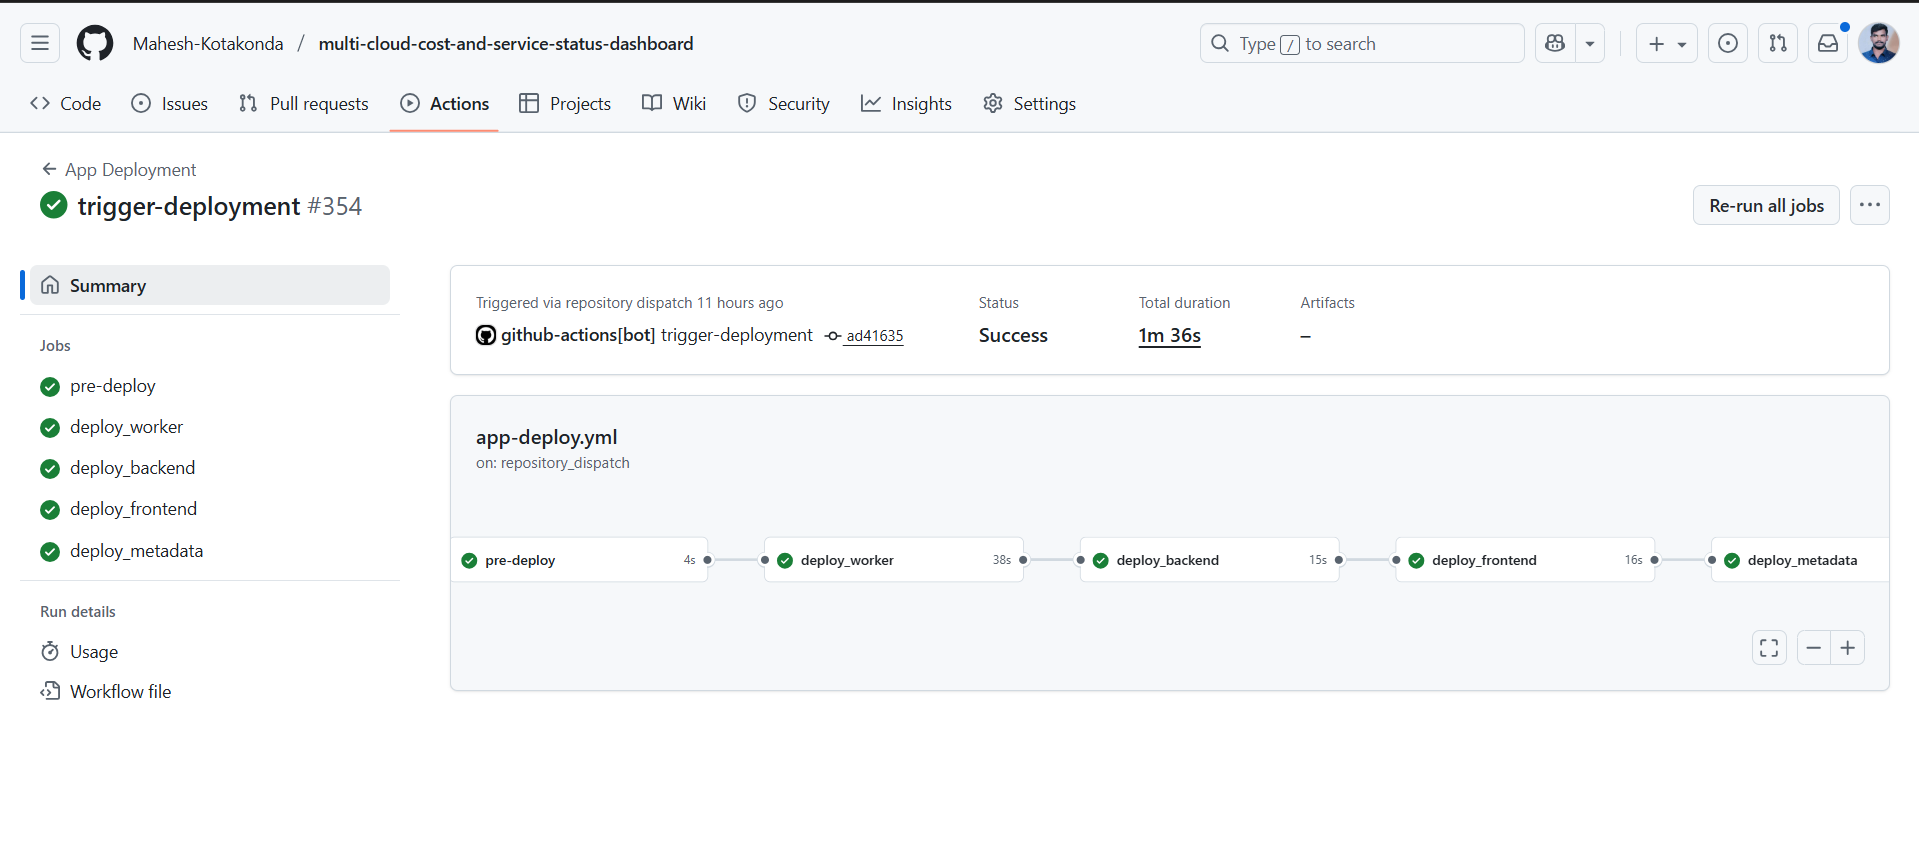 Mahesh-Kotakonda / multi-cloud-cost-and-service-status-dashboard
Type / to search
Code Issues Pull requests Actions Projects Wiki Security Insights Settings
← App Deployment
trigger-deployment #354
Re-run all jobs ...
Summary
Jobs
pre-deploy
deploy_worker
deploy_backend
deploy_frontend
deploy_metadata
Run details
Usage
Workflow file
Triggered via repository dispatch 11 hours ago
github-actions[bot] trigger-deployment ad41635
Status
Success
Total duration
1m 36s
Artifacts
–
app-deploy.yml
on: repository_dispatch
pre-deploy 4s
deploy_worker 38s
deploy_backend 15s
deploy_frontend 16s
deploy_metadata